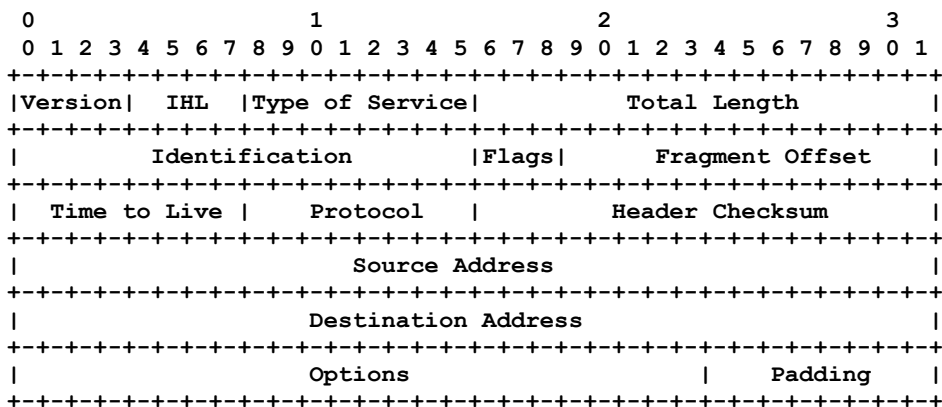 0                   1                   2                   3
0 1 2 3 4 5 6 7 8 9 0 1 2 3 4 5 6 7 8 9 0 1 2 3 4 5 6 7 8 9 0 1
+-+-+-+-+-+-+-+-+-+-+-+-+-+-+-+-+-+-+-+-+-+-+-+-+-+-+-+-+-+-+-+-+
|Version|  IHL  |Type of Service|          Total Length         |
+-+-+-+-+-+-+-+-+-+-+-+-+-+-+-+-+-+-+-+-+-+-+-+-+-+-+-+-+-+-+-+-+
|         Identification        |Flags|      Fragment Offset    |
+-+-+-+-+-+-+-+-+-+-+-+-+-+-+-+-+-+-+-+-+-+-+-+-+-+-+-+-+-+-+-+-+
|  Time to Live |    Protocol   |         Header Checksum       |
+-+-+-+-+-+-+-+-+-+-+-+-+-+-+-+-+-+-+-+-+-+-+-+-+-+-+-+-+-+-+-+-+
|                       Source Address                          |
+-+-+-+-+-+-+-+-+-+-+-+-+-+-+-+-+-+-+-+-+-+-+-+-+-+-+-+-+-+-+-+-+
|                    Destination Address                        |
+-+-+-+-+-+-+-+-+-+-+-+-+-+-+-+-+-+-+-+-+-+-+-+-+-+-+-+-+-+-+-+-+
|                    Options                    |    Padding    |
+-+-+-+-+-+-+-+-+-+-+-+-+-+-+-+-+-+-+-+-+-+-+-+-+-+-+-+-+-+-+-+-+